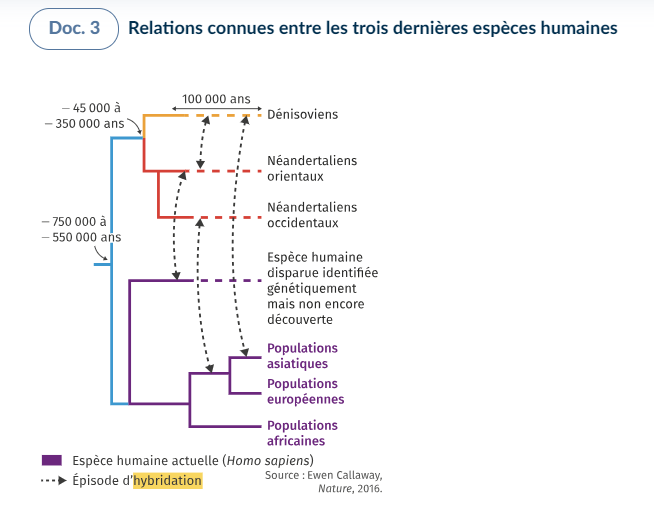 Doc. 3
Relations connues entre les trois dernières espèces humaines
100 000 ans
– 45 000 à
– 350 000 ans
Dénisoviens
Néandertaliens
orientaux
Néandertaliens
occidentaux
– 750 000 à
– 550 000 ans
Espèce humaine
disparue identifiée
génétiquement
mais non encore
découverte
Populations
asiatiques
Populations
européennes
Populations
africaines
Espèce humaine actuelle (Homo sapiens)
Épisode d'hybridation
Source : Ewen Callaway,
Nature, 2016.